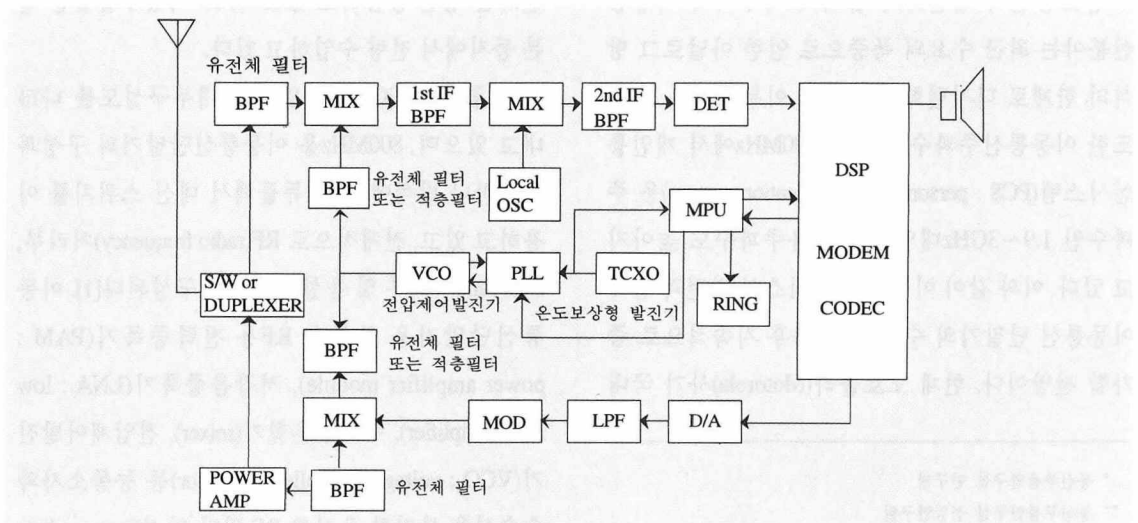 유전체 필터
BPF
MIX
1st IF
BPF
MIX
2nd IF
BPF
DET
BPF
유전체 필터
또는 적층필터
Local
OSC
MPU
DSP
MODEM
CODEC
S/W or
DUPLEXER
VCO
PLL
TCXO
RING
전압제어발진기
온도보상형 발진기
BPF
유전체 필터
또는 적층필터
MIX
MOD
LPF
D/A
POWER
AMP
BPF
유전체 필터